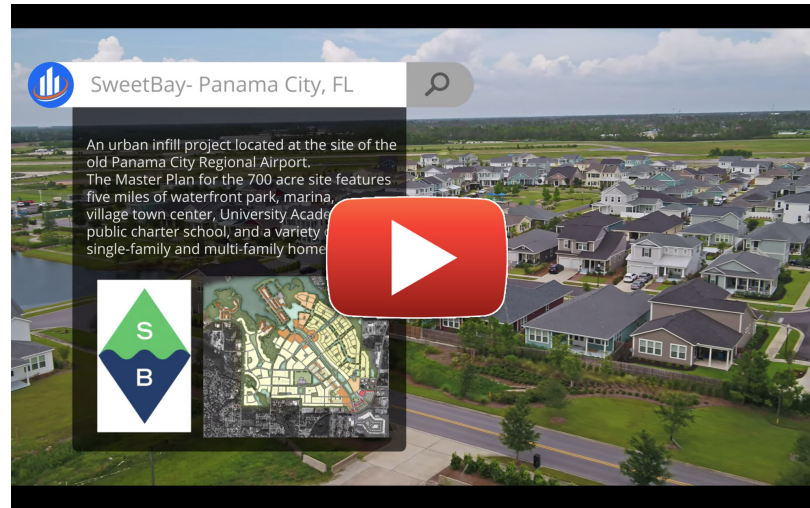 SweetBay- Panama City, FL
An urban infill project located at the site of the
old Panama City Regional Airport.
The Master Plan for the 700 acre site features
five miles of waterfront park, marina,
village town center, University
public charter school, and a variety
single-family and multi-family
S
B